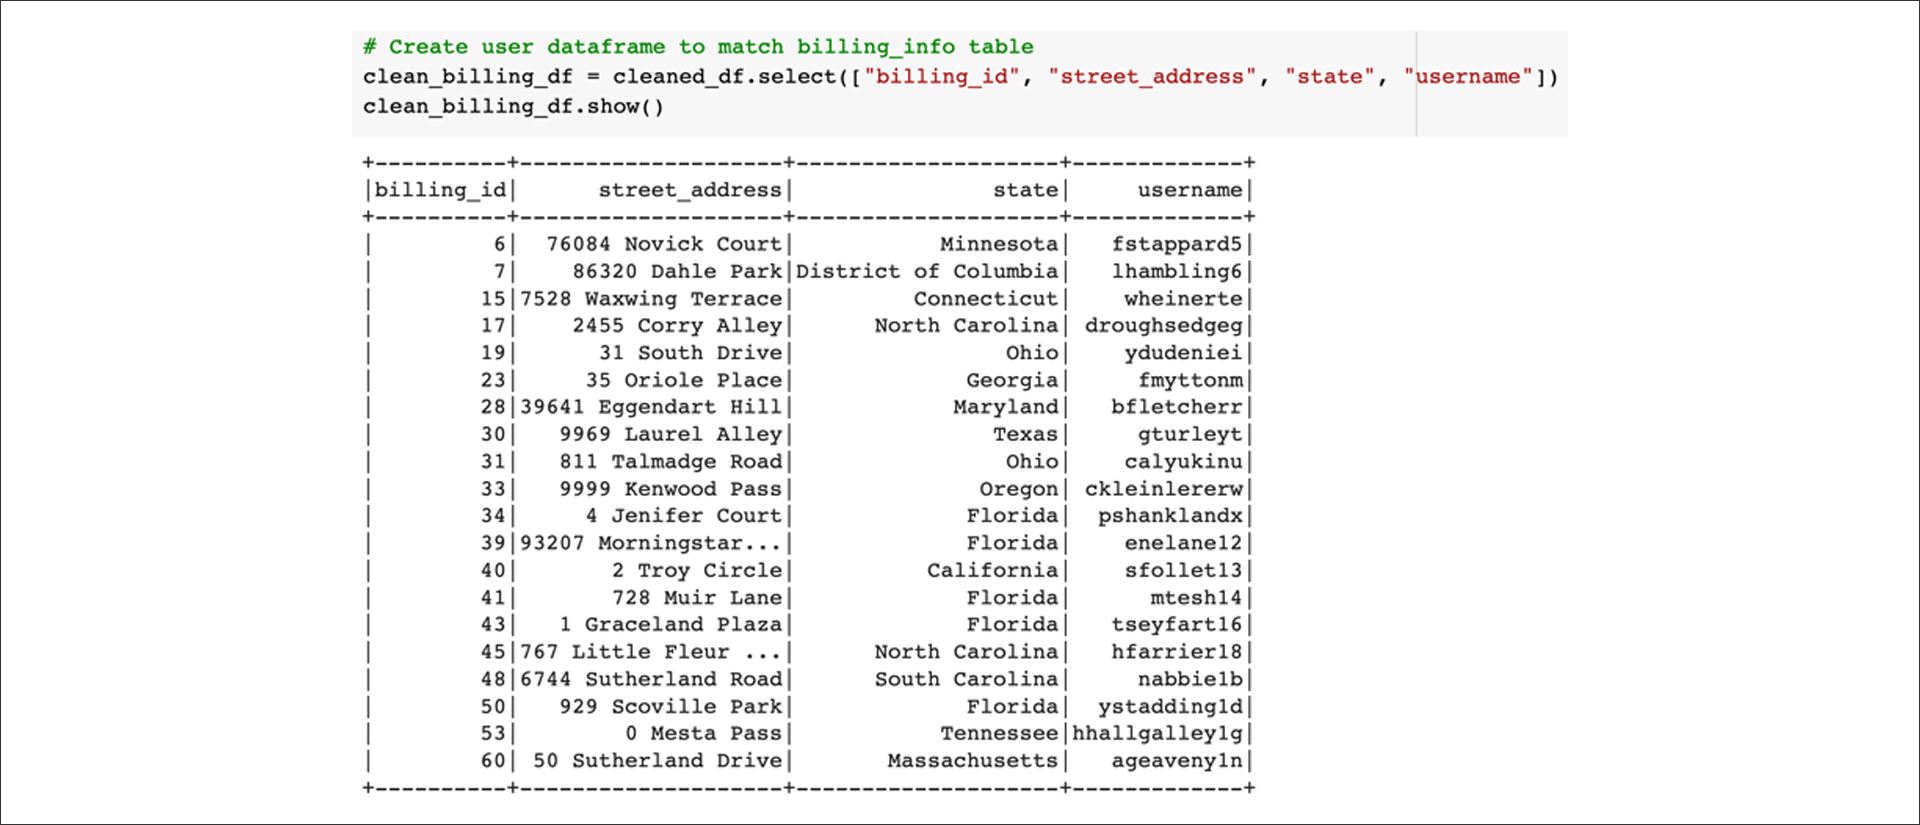 # Create user dataframe to match billing_info table
clean_billing_df = cleaned_df.select(["billing_id", "street_address", "state", "username"])
clean_billing_df.show()
+----------+--------------------+--------------------+-------------+
|billing_id|      street_address|               state|     username|
+----------+--------------------+--------------------+-------------+
|         6|  76084 Novick Court|           Minnesota|   fstappard5|
|         7|    86320 Dahle Park|District of Columbia|   lhambling6|
|        15|7528 Waxwing Terrace|         Connecticut|    wheinerte|
|        17|    2455 Corry Alley|      North Carolina| droughsedgeg|
|        19|      31 South Drive|                Ohio|    ydudeniei|
|        23|     35 Oriole Place|             Georgia|     fmyttonm|
|        28|39641 Eggendart Hill|            Maryland|   bfletcherr|
|        30|   9969 Laurel Alley|               Texas|     gturleyt|
|        31|   811 Talmadge Road|                Ohio|    calyukinu|
|        33|   9999 Kenwood Pass|              Oregon| ckleinlererw|
|        34|     4 Jenifer Court|             Florida|  pshanklandx|
|        39|93207 Morningstar...|             Florida|    enelane12|
|        40|       2 Troy Circle|          California|    sfollet13|
|        41|       728 Muir Lane|             Florida|      mtesh14|
|        43|   1 Graceland Plaza|             Florida|   tseyfart16|
|        45|767 Little Fleur ...|      North Carolina|   hfarrier18|
|        48|6744 Sutherland Road|      South Carolina|     nabbie1b|
|        50|   929 Scoville Park|             Florida|  ystadding1d|
|        53|        0 Mesta Pass|           Tennessee|hhallgalley1g|
|        60| 50 Sutherland Drive|       Massachusetts|   ageaveny1n|
+----------+--------------------+--------------------+-------------+